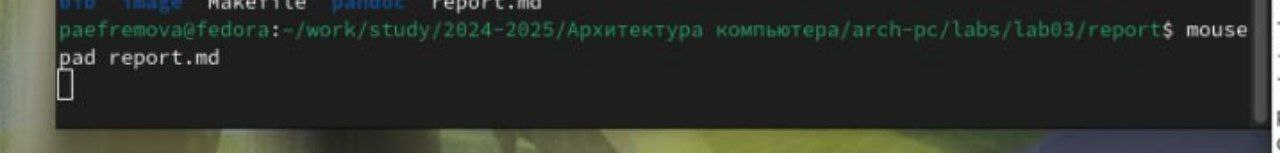 bib image Makefile pandoc report.md
paefremova@fedora:~/work/study/2024-2025/Архитектура компьютера/arch-pc/labs/lab03/report$ mouse
pad report.md